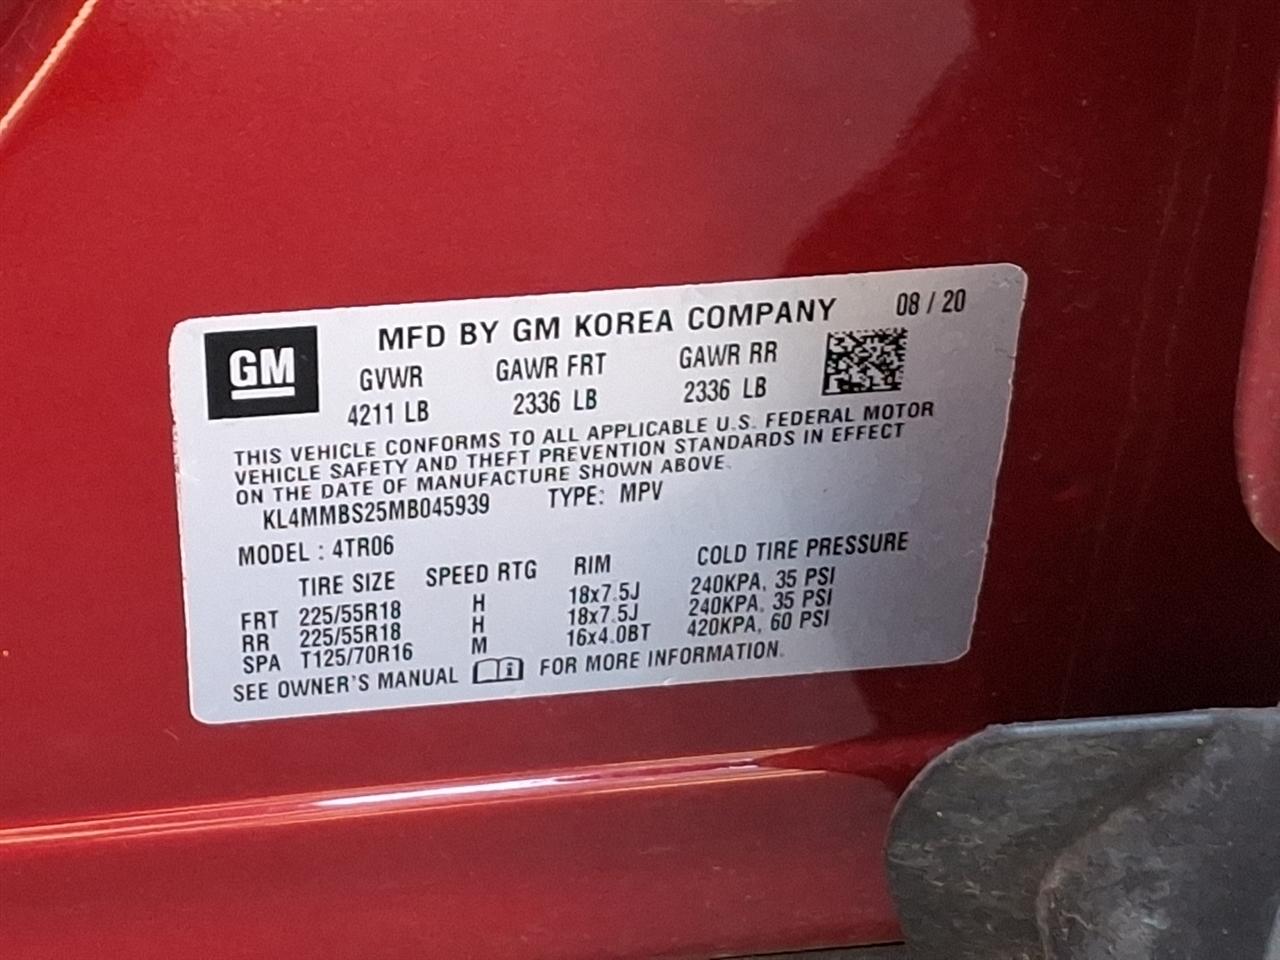 MFD BY GM KOREA COMPANY 08 / 20
GM
GVWR GAWR FRT GAWR RR
4211 LB 2336 LB 2336 LB
THIS VEHICLE CONFORMS TO ALL APPLICABLE U.S. FEDERAL MOTOR
VEHICLE SAFETY AND THEFT PREVENTION STANDARDS IN EFFECT
ON THE DATE OF MANUFACTURE SHOWN ABOVE.
KL4MMBS25MB045939 TYPE: MPV
MODEL : 4TR06
TIRE SIZE SPEED RTG RIM COLD TIRE PRESSURE
FRT 225/55R18 H 18x7.5J 240KPA, 35 PSI
RR 225/55R18 H 18x7.5J 240KPA, 35 PSI
SPA T125/70R16 M 16x4.0BT 420KPA, 60 PSI
SEE OWNER'S MANUAL i FOR MORE INFORMATION.